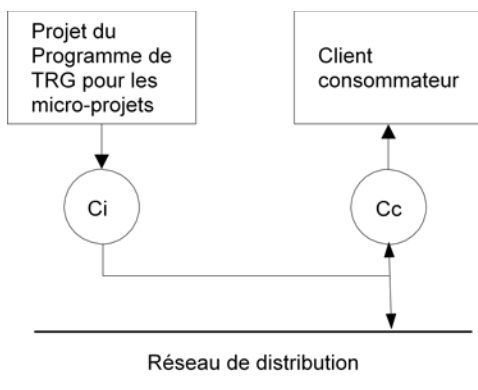 Projet du
Programme de
TRG pour les
micro-projets
Client
consommateur
Ci
Cc
Réseau de distribution